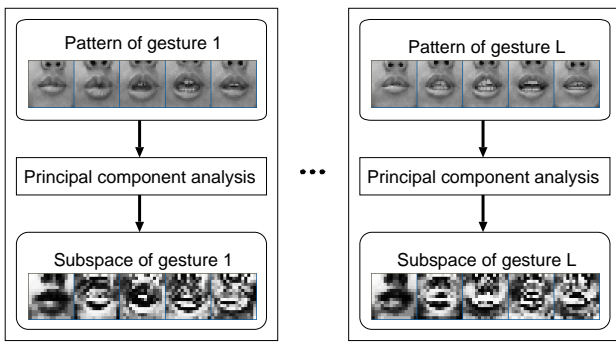 Pattern of gesture 1
Principal component analysis
Subspace of gesture 1
...
Pattern of gesture L
Principal component analysis
Subspace of gesture L